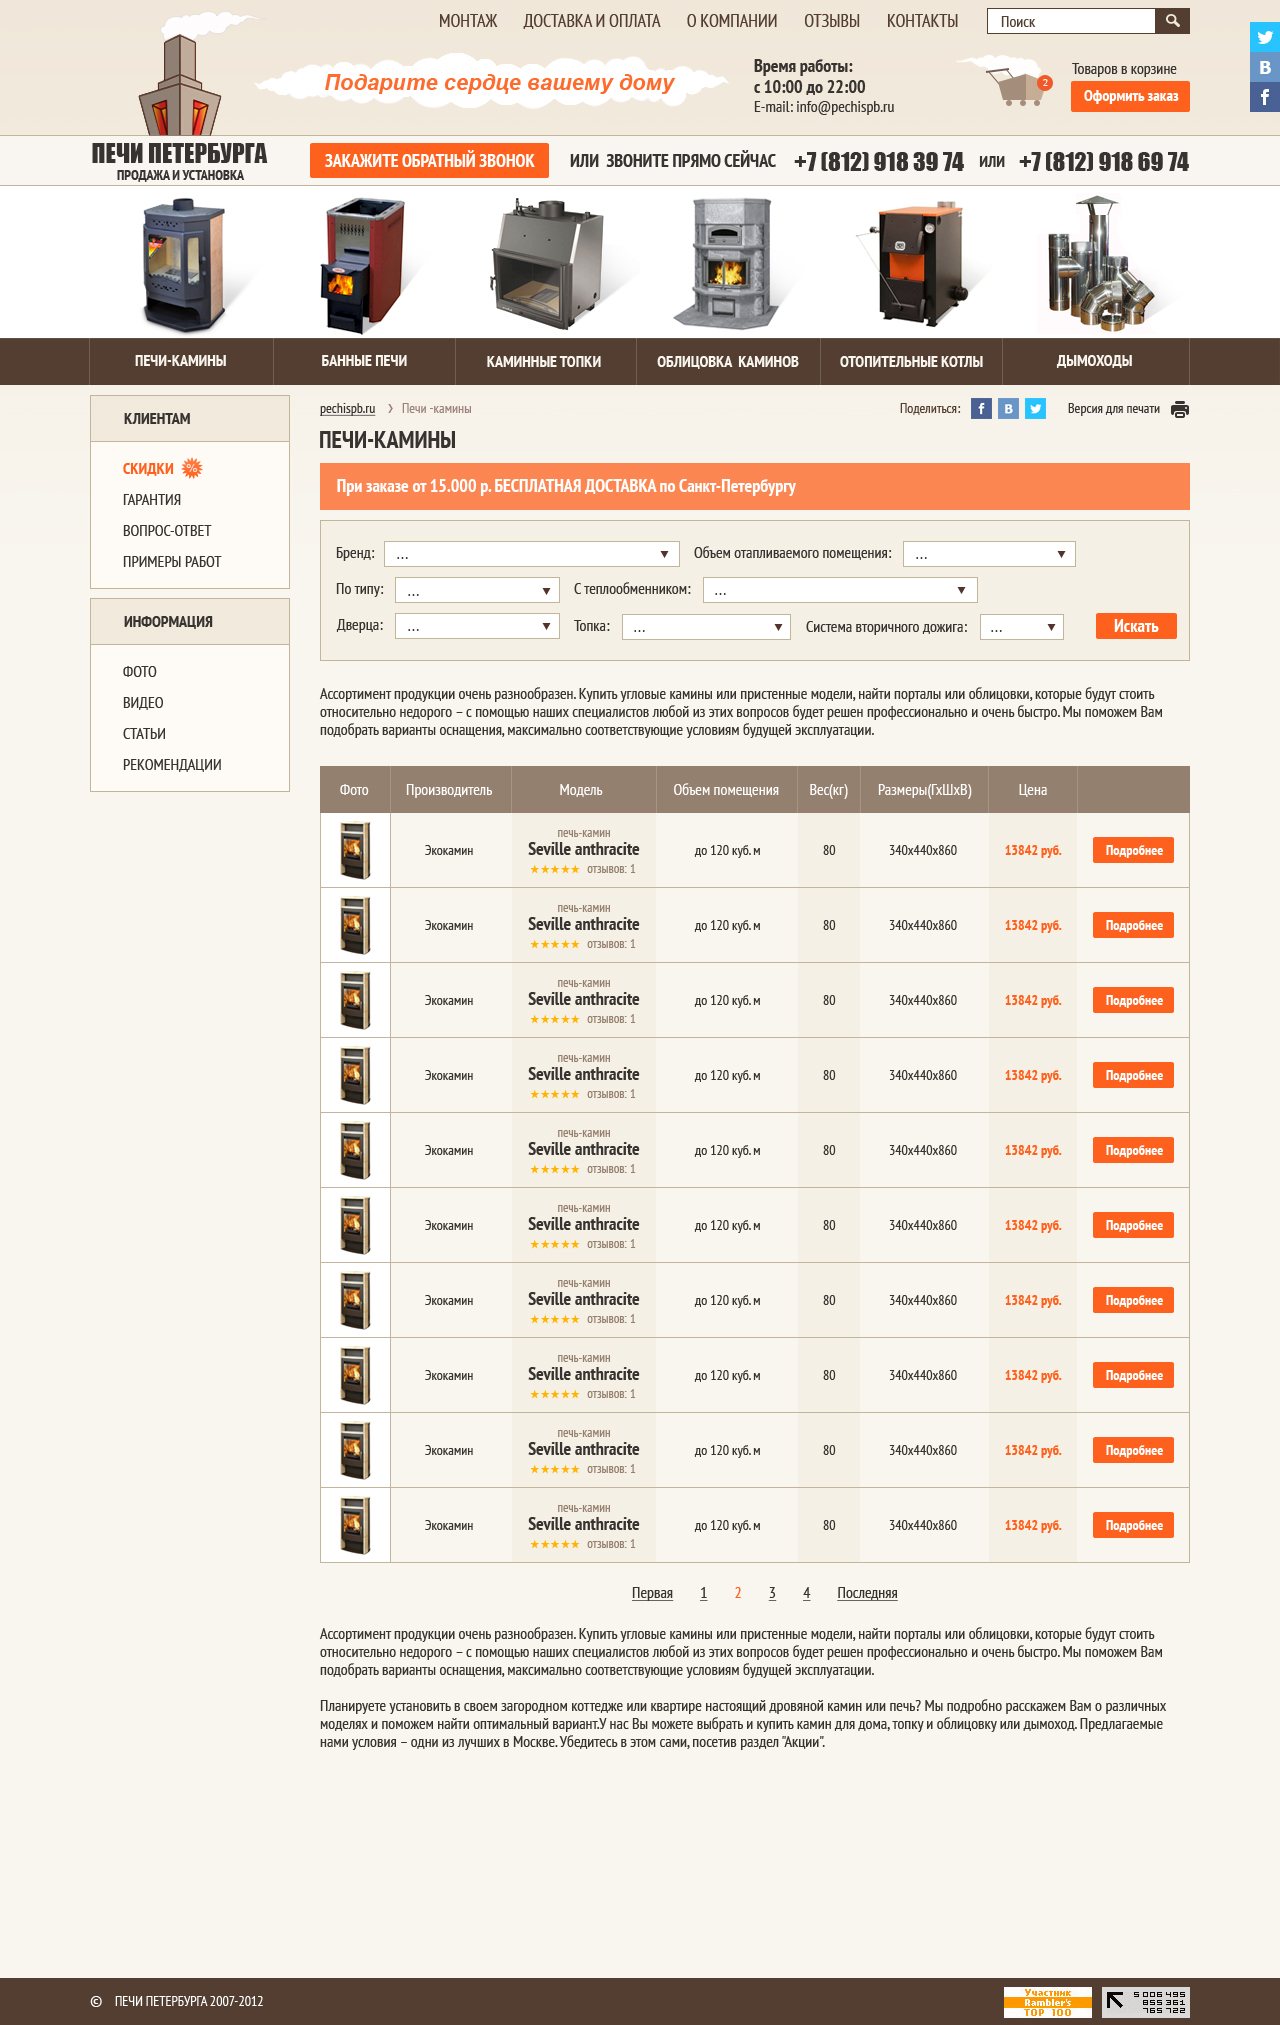 МОНТАЖ ДОСТАВКА И ОПЛАТА О КОМПАНИИ ОТЗЫВЫ КОНТАКТЫ Поиск
Подарите сердце вашему дому
Время работы:
с 10:00 до 22:00
E-mail: info@pechispb.ru
2
Товаров в корзине
Оформить заказ
ПЕЧИ ПЕТЕРБУРГА
ПРОДАЖА И УСТАНОВКА
ЗАКАЖИТЕ ОБРАТНЫЙ ЗВОНОК ИЛИ ЗВОНИТЕ ПРЯМО СЕЙЧАС +7 (812) 918 39 74 ИЛИ +7 (812) 918 69 74
ПЕЧИ-КАМИНЫ БАННЫЕ ПЕЧИ КАМИННЫЕ ТОПКИ ОБЛИЦОВКА КАМИНОВ ОТОПИТЕЛЬНЫЕ КОТЛЫ ДЫМОХОДЫ
КЛИЕНТАМ
СКИДКИ %
ГАРАНТИЯ
ВОПРОС-ОТВЕТ
ПРИМЕРЫ РАБОТ
ИНФОРМАЦИЯ
ФОТО
ВИДЕО
СТАТЬИ
РЕКОМЕНДАЦИИ
pechispb.ru › Печи -камины Поделиться: Версия для печати
ПЕЧИ-КАМИНЫ
При заказе от 15.000 р. БЕСПЛАТНАЯ ДОСТАВКА по Санкт-Петербургу
Бренд: ... Объем отапливаемого помещения: ...
По типу: ... С теплообменником: ...
Дверца: ... Топка: ... Система вторичного дожига: ... Искать
Ассортимент продукции очень разнообразен. Купить угловые камины или пристенные модели, найти порталы или облицовки, которые будут стоить
относительно недорого – с помощью наших специалистов любой из этих вопросов будет решен профессионально и очень быстро. Мы поможем Вам
подобрать варианты оснащения, максимально соответствующие условиям будущей эксплуатации.
Фото Производитель Модель Объем помещения Вес(кг) Размеры(ГхШхВ) Цена
печь-камин
Экокамин Seville anthracite до 120 куб. м 80 340х440х860 13842 руб. Подробнее
★★★★★ отзывов: 1
печь-камин
Экокамин Seville anthracite до 120 куб. м 80 340х440х860 13842 руб. Подробнее
★★★★★ отзывов: 1
печь-камин
Экокамин Seville anthracite до 120 куб. м 80 340х440х860 13842 руб. Подробнее
★★★★★ отзывов: 1
печь-камин
Экокамин Seville anthracite до 120 куб. м 80 340х440х860 13842 руб. Подробнее
★★★★★ отзывов: 1
печь-камин
Экокамин Seville anthracite до 120 куб. м 80 340х440х860 13842 руб. Подробнее
★★★★★ отзывов: 1
печь-камин
Экокамин Seville anthracite до 120 куб. м 80 340х440х860 13842 руб. Подробнее
★★★★★ отзывов: 1
печь-камин
Экокамин Seville anthracite до 120 куб. м 80 340х440х860 13842 руб. Подробнее
★★★★★ отзывов: 1
печь-камин
Экокамин Seville anthracite до 120 куб. м 80 340х440х860 13842 руб. Подробнее
★★★★★ отзывов: 1
печь-камин
Экокамин Seville anthracite до 120 куб. м 80 340х440х860 13842 руб. Подробнее
★★★★★ отзывов: 1
печь-камин
Экокамин Seville anthracite до 120 куб. м 80 340х440х860 13842 руб. Подробнее
★★★★★ отзывов: 1
Первая 1 2 3 4 Последняя
Ассортимент продукции очень разнообразен. Купить угловые камины или пристенные модели, найти порталы или облицовки, которые будут стоить
относительно недорого – с помощью наших специалистов любой из этих вопросов будет решен профессионально и очень быстро. Мы поможем Вам
подобрать варианты оснащения, максимально соответствующие условиям будущей эксплуатации.
Планируете установить в своем загородном коттедже или квартире настоящий дровяной камин или печь? Мы подробно расскажем Вам о различных
моделях и поможем найти оптимальный вариант.У нас Вы можете выбрать и купить камин для дома, топку и облицовку или дымоход. Предлагаемые
нами условия – одни из лучших в Москве. Убедитесь в этом сами, посетив раздел "Акции".
© ПЕЧИ ПЕТЕРБУРГА 2007-2012
Участник
Rambler's
TOP 100
5 006 495
855 361
765 722